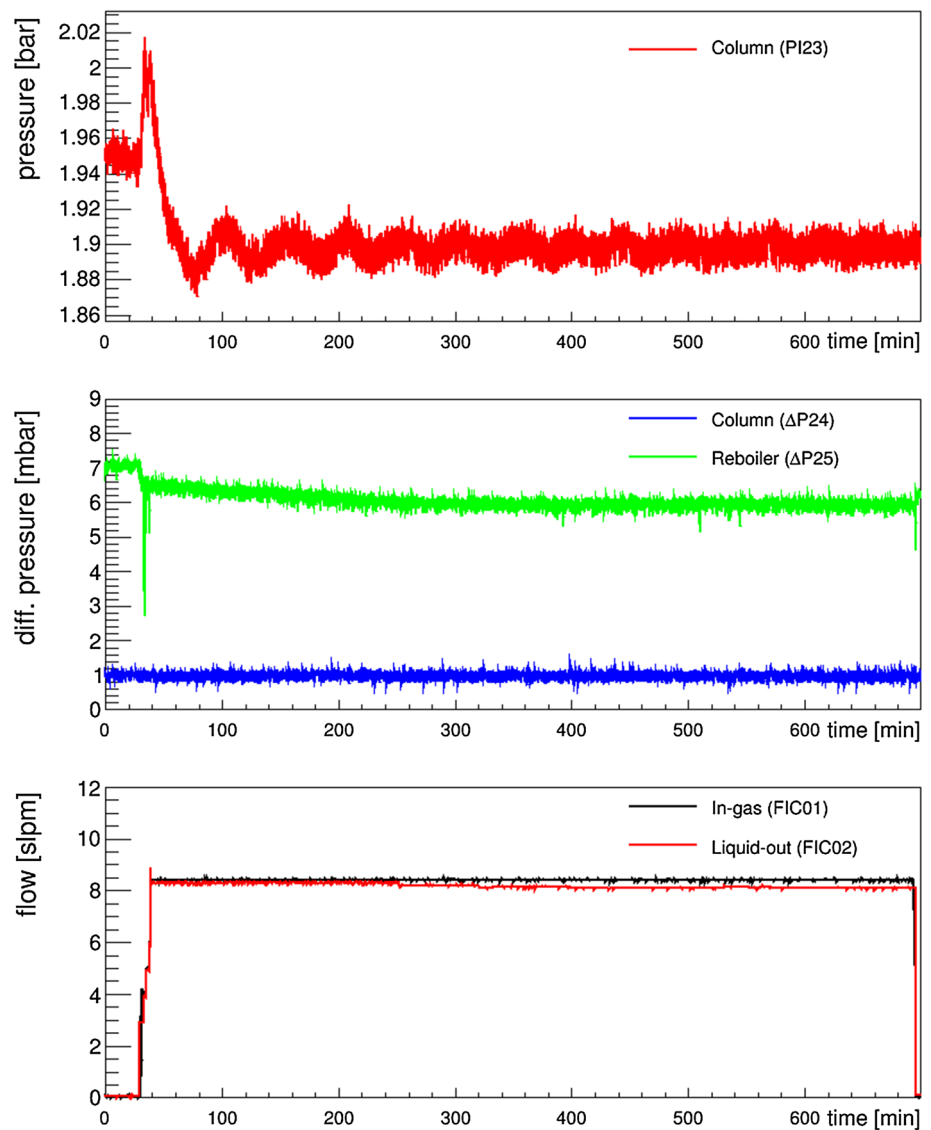 pressure [bar]
2.02
2
1.98
1.96
1.94
1.92
1.9
1.88
1.86
Column (PI23)
0 100 200 300 400 500 600 time [min]
diff. pressure [mbar]
9
8
7
6
5
4
3
2
1
0
Column (ΔP24)
Reboiler (ΔP25)
0 100 200 300 400 500 600 time [min]
flow [slpm]
12
10
8
6
4
2
0
In-gas (FIC01)
Liquid-out (FIC02)
0 100 200 300 400 500 600 time [min]